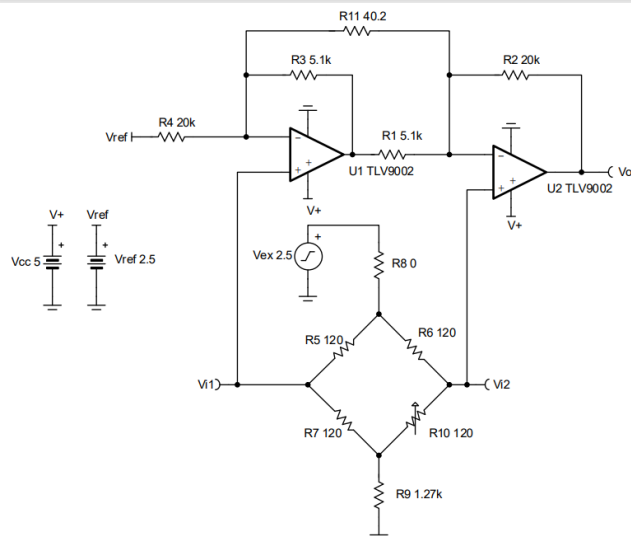 R11 40.2
R3 5.1k
R2 20k
R4 20k
Vref
R1 5.1k
U1 TLV9002
Vo
U2 TLV9002
V+
V+
V+
Vref
Vcc 5
Vref 2.5
Vex 2.5
R8 0
R5 120
R6 120
Vi1
Vi2
R7 120
R10 120
R9 1.27k